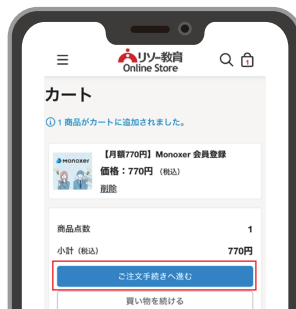 リソー教育
Online Store
1
カート
1 商品がカートに追加されました。
monoxer
【月額770円】Monoxer 会員登録
価格：770円 （税込）
削除
商品点数 1
小計（税込） 770円
ご注文手続きへ進む
買い物を続ける